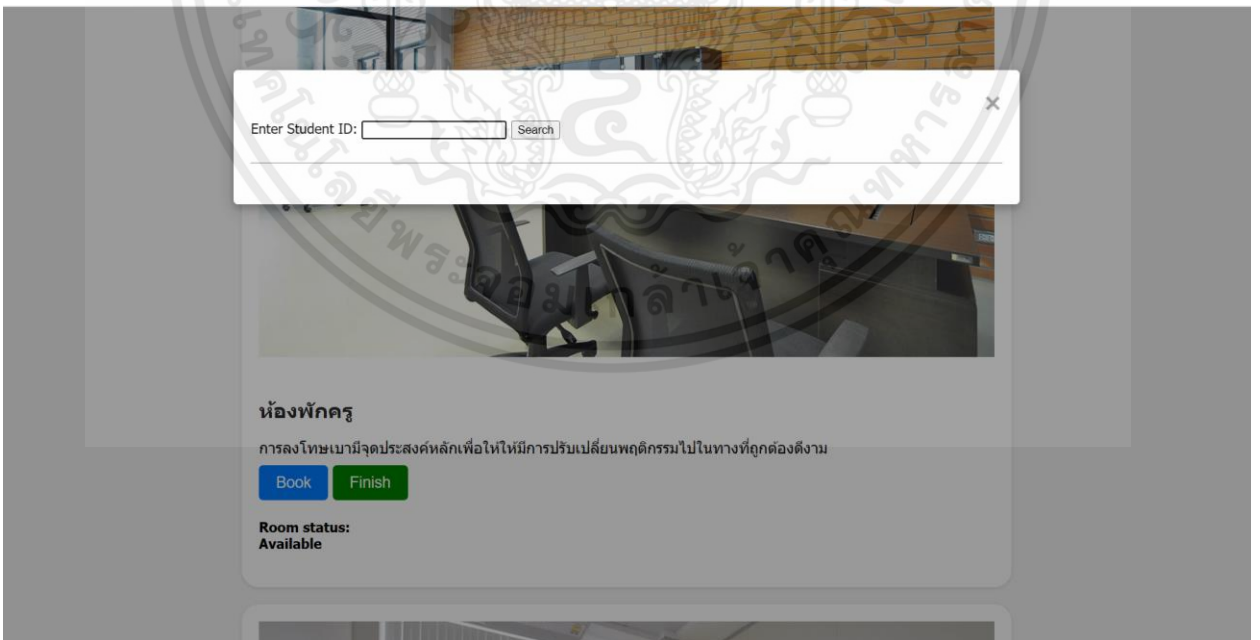 Enter Student ID:
Search
×
ห้องพักครู
การลงโทษเบามีจุดประสงค์หลักเพื่อให้ให้มีการปรับเปลี่ยนพฤติกรรมไปในทางที่ถูกต้องดีงาม
Book Finish
Room status:
Available